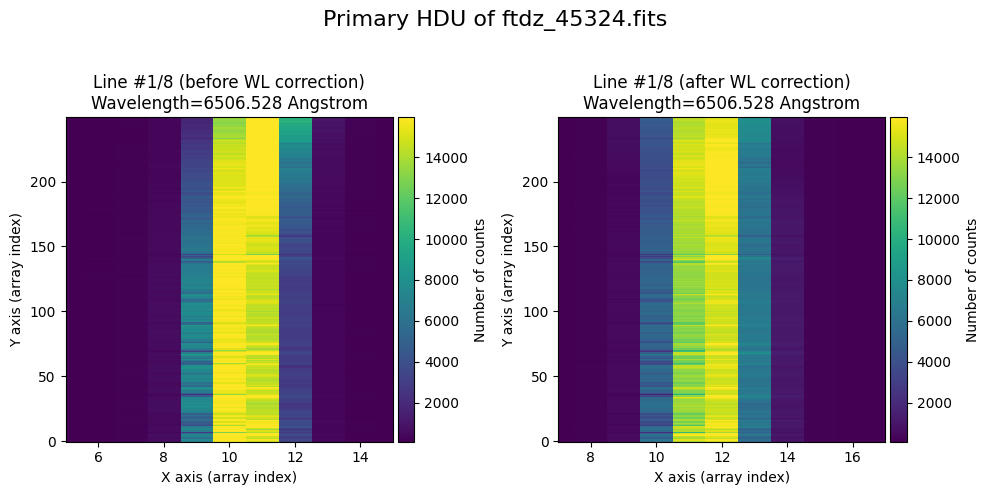 Primary HDU of ftdz_45324.fits
Line #1/8 (before WL correction)
Wavelength=6506.528 Angstrom
Y axis (array index)
200
150
100
50
0
6 8 10 12 14
X axis (array index)
14000
12000
10000
8000
6000
4000
2000
Number of counts
Line #1/8 (after WL correction)
Wavelength=6506.528 Angstrom
Y axis (array index)
200
150
100
50
0
8 10 12 14 16
X axis (array index)
14000
12000
10000
8000
6000
4000
2000
Number of counts